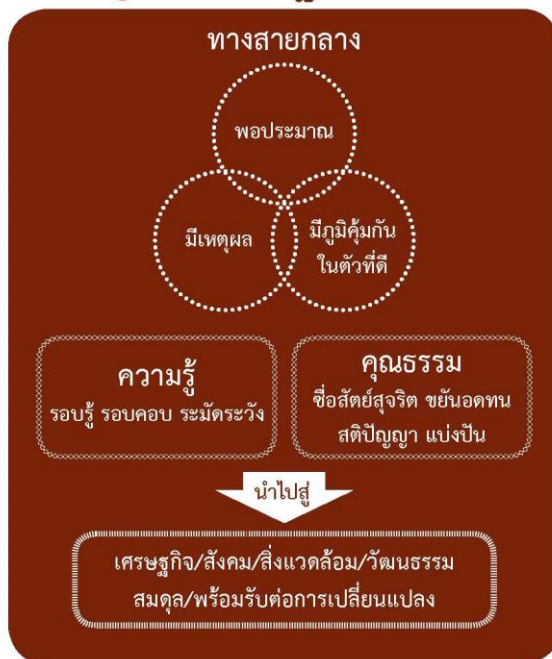 ทางสายกลาง
พอประมาณ
มีเหตุผล
มีภูมิคุ้มกัน
ในตัวที่ดี
ความรู้
รอบรู้ รอบคอบ ระมัดระวัง
คุณธรรม
ซื่อสัตย์สุจริต ขยันอดทน
สติปัญญา แบ่งปัน
นำไปสู่
เศรษฐกิจ/สังคม/สิ่งแวดล้อม/วัฒนธรรม
สมดุล/พร้อมรับต่อการเปลี่ยนแปลง